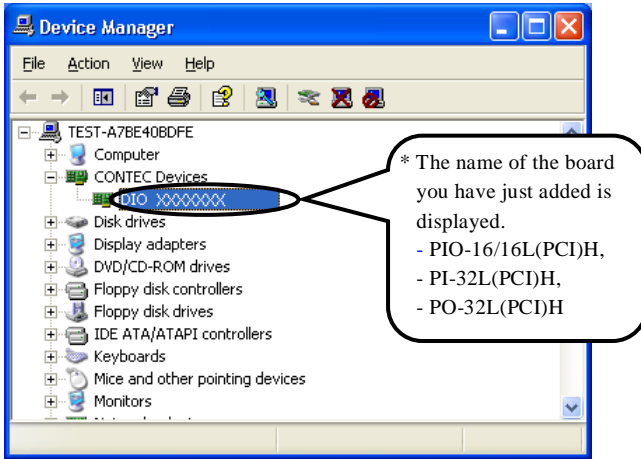 Device Manager
File Action View Help
TEST-A7BE40BDFE
Computer
CONTEC Devices
DIO XXXXXXX
Disk drives
Display adapters
DVD/CD-ROM drives
Floppy disk controllers
Floppy disk drives
IDE ATA/ATAPI controllers
Keyboards
Mice and other pointing devices
Monitors
* The name of the board
you have just added is
displayed.
- PIO-16/16L(PCI)H,
- PI-32L(PCI)H,
- PO-32L(PCI)H